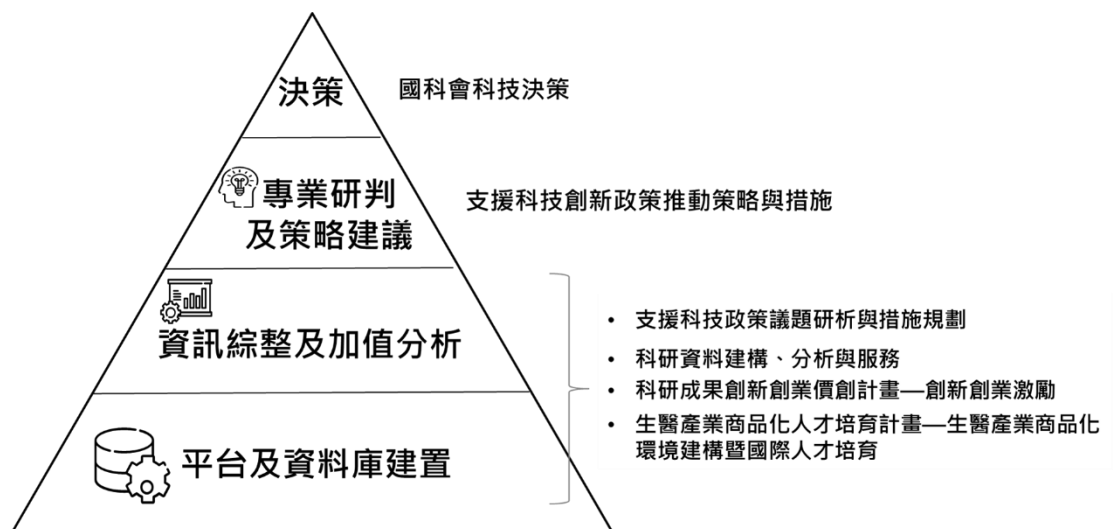 決策
國科會科技決策
專業研判
及策略建議
支援科技創新政策推動策略與措施
資訊綜整及加值分析
• 支援科技政策議題研析與措施規劃
• 科研資料建構、分析與服務
• 科研成果創新創業價創計畫—創新創業激勵
• 生醫產業商品化人才培育計畫—生醫產業商品化
環境建構暨國際人才培育
平台及資料庫建置